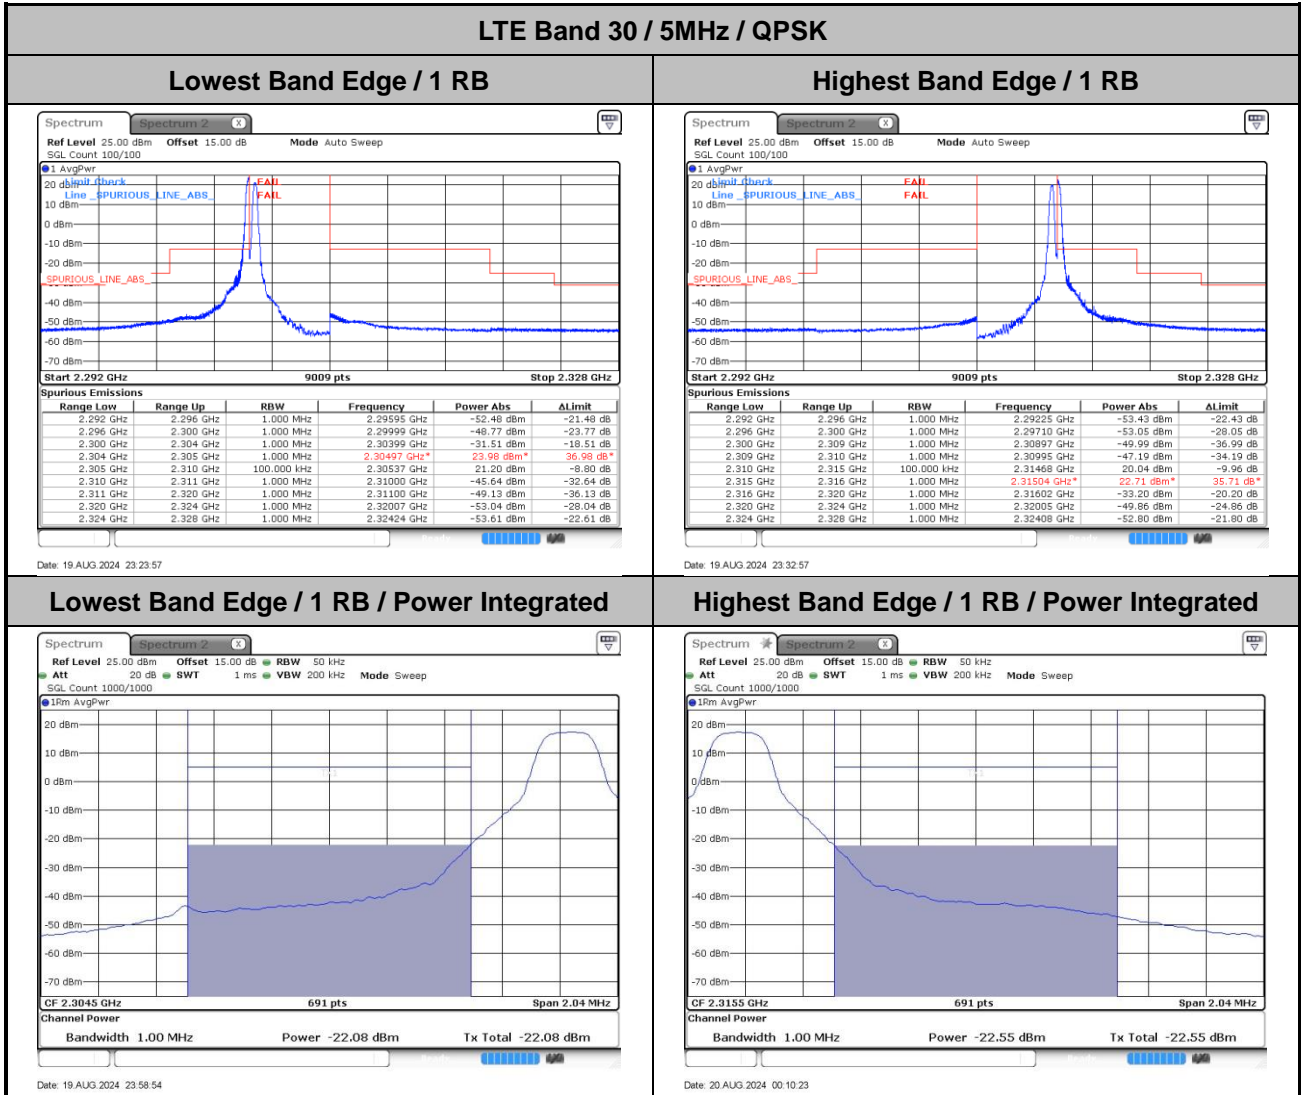 LTE Band 30 / 5MHz / QPSK
Lowest Band Edge / 1 RB
Highest Band Edge / 1 RB
Spectrum Spectrum 2 X
Ref Level 25.00 dBm Offset 15.00 dB Mode Auto Sweep
SGL Count 100/100
1 AvgPwr
Limit Check FAIL
20 dBm
Line _SPURIOUS_LINE_ABS_ FAIL
10 dBm
0 dBm
-10 dBm
-20 dBm
_SPURIOUS_LINE_ABS_
-40 dBm
-50 dBm
-60 dBm
-70 dBm
Start 2.292 GHz 9009 pts Stop 2.328 GHz
Spurious Emissions
Range Low Range Up RBW Frequency Power Abs ΔLimit
2.292 GHz 2.296 GHz 1.000 MHz 2.29595 GHz -52.48 dBm -21.48 dB
2.296 GHz 2.300 GHz 1.000 MHz 2.29999 GHz -48.77 dBm -23.77 dB
2.300 GHz 2.304 GHz 1.000 MHz 2.30399 GHz -31.51 dBm -18.51 dB
2.304 GHz 2.305 GHz 1.000 MHz 2.30497 GHz* 23.98 dBm* 36.98 dB*
2.305 GHz 2.310 GHz 100.000 kHz 2.30537 GHz 21.20 dBm -8.80 dB
2.310 GHz 2.311 GHz 1.000 MHz 2.31000 GHz -45.64 dBm -32.64 dB
2.311 GHz 2.320 GHz 1.000 MHz 2.31100 GHz -49.13 dBm -36.13 dB
2.320 GHz 2.324 GHz 1.000 MHz 2.32007 GHz -53.04 dBm -28.04 dB
2.324 GHz 2.328 GHz 1.000 MHz 2.32424 GHz -53.61 dBm -22.61 dB
Date: 19.AUG.2024 23:23:57
Spectrum Spectrum 2 X
Ref Level 25.00 dBm Offset 15.00 dB Mode Auto Sweep
SGL Count 100/100
1 AvgPwr
Limit Check FAIL
20 dBm
Line _SPURIOUS_LINE_ABS_ FAIL
10 dBm
0 dBm
-10 dBm
-20 dBm
_SPURIOUS_LINE_ABS_
-40 dBm
-50 dBm
-60 dBm
-70 dBm
Start 2.292 GHz 9009 pts Stop 2.328 GHz
Spurious Emissions
Range Low Range Up RBW Frequency Power Abs ΔLimit
2.292 GHz 2.296 GHz 1.000 MHz 2.29225 GHz -53.43 dBm -22.43 dB
2.296 GHz 2.300 GHz 1.000 MHz 2.29710 GHz -53.05 dBm -28.05 dB
2.300 GHz 2.309 GHz 1.000 MHz 2.30897 GHz -49.99 dBm -36.99 dB
2.309 GHz 2.310 GHz 1.000 MHz 2.30995 GHz -47.19 dBm -34.19 dB
2.310 GHz 2.315 GHz 100.000 kHz 2.31468 GHz 20.04 dBm -9.96 dB
2.315 GHz 2.316 GHz 1.000 MHz 2.31504 GHz* 22.71 dBm* 35.71 dB*
2.316 GHz 2.320 GHz 1.000 MHz 2.31602 GHz -33.20 dBm -20.20 dB
2.320 GHz 2.324 GHz 1.000 MHz 2.32005 GHz -49.86 dBm -24.86 dB
2.324 GHz 2.328 GHz 1.000 MHz 2.32408 GHz -52.80 dBm -21.80 dB
Date: 19.AUG.2024 23:32:57
Lowest Band Edge / 1 RB / Power Integrated
Highest Band Edge / 1 RB / Power Integrated
Spectrum Spectrum 2 X
Ref Level 25.00 dBm Offset 15.00 dB RBW 50 kHz
Att 20 dB SWT 1 ms VBW 200 kHz Mode Sweep
SGL Count 1000/1000
1Rm AvgPwr
20 dBm
10 dBm
0 dBm
-10 dBm
-20 dBm
-30 dBm
-40 dBm
-50 dBm
-60 dBm
-70 dBm
CF 2.3045 GHz 691 pts Span 2.04 MHz
Channel Power
Bandwidth 1.00 MHz Power -22.08 dBm Tx Total -22.08 dBm
Date: 19.AUG.2024 23:58:54
Spectrum Spectrum 2 X
Ref Level 25.00 dBm Offset 15.00 dB RBW 50 kHz
Att 20 dB SWT 1 ms VBW 200 kHz Mode Sweep
SGL Count 1000/1000
1Rm AvgPwr
20 dBm
10 dBm
0 dBm
-10 dBm
-20 dBm
-30 dBm
-40 dBm
-50 dBm
-60 dBm
-70 dBm
CF 2.3155 GHz 691 pts Span 2.04 MHz
Channel Power
Bandwidth 1.00 MHz Power -22.55 dBm Tx Total -22.55 dBm
Date: 20.AUG.2024 00:10:23